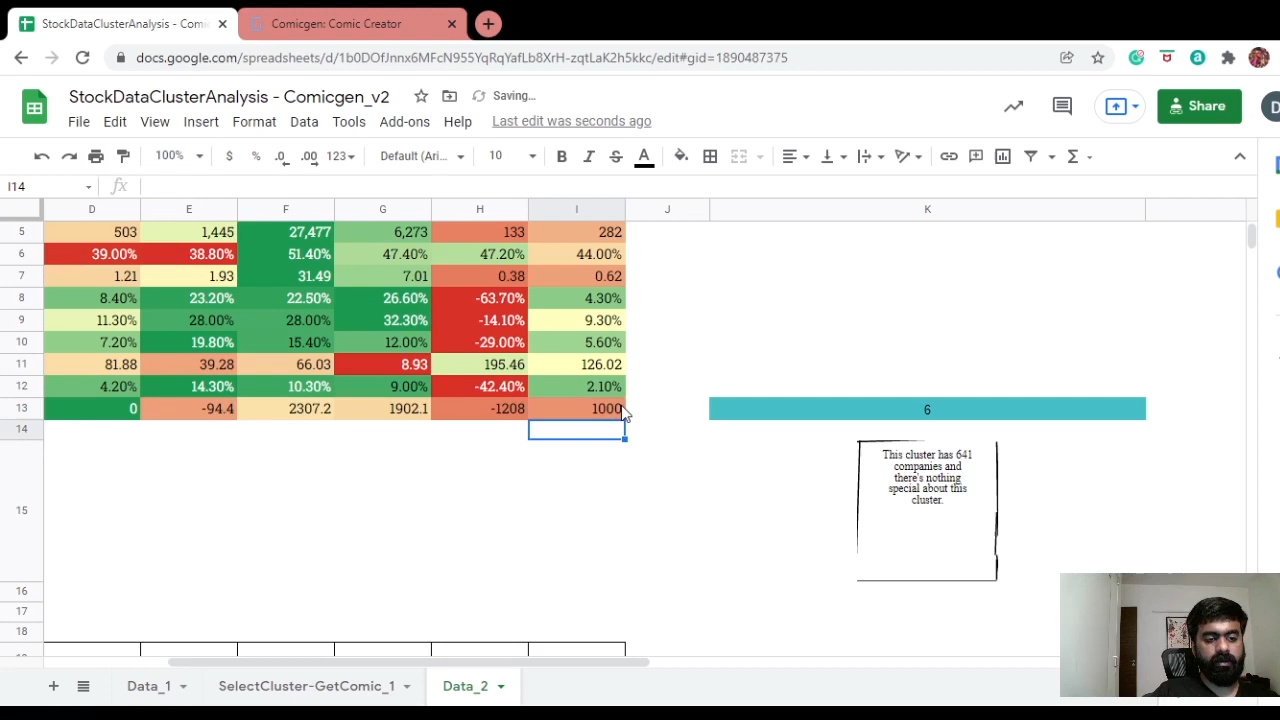 StockDataClusterAnalysis - Comi
Comicgen: Comic Creator
docs.google.com/spreadsheets/d/1b0DOfJnnx6MFcN955YqRqYafLb8XrH-zqtLaK2h5kkc/edit#gid=1890487375
StockDataClusterAnalysis - Comicgen_v2 Saving...
File Edit View Insert Format Data Tools Add-ons Help Last edit was seconds ago
Share
100% $ % .0 .00 123 Default (Ari... 10 B I S A
I14 fx
D E F G H I J K
5 503 1,445 27,477 6,273 133 282
6 39.00% 38.80% 51.40% 47.40% 47.20% 44.00%
7 1.21 1.93 31.49 7.01 0.38 0.62
8 8.40% 23.20% 22.50% 26.60% -63.70% 4.30%
9 11.30% 28.00% 28.00% 32.30% -14.10% 9.30%
10 7.20% 19.80% 15.40% 12.00% -29.00% 5.60%
11 81.88 39.28 66.03 8.93 195.46 126.02
12 4.20% 14.30% 10.30% 9.00% -42.40% 2.10%
13 0 -94.4 2307.2 1902.1 -1208 1000 6
14
This cluster has 641
companies and
there's nothing
special about this
cluster.
15
16
17
18
Data_1 SelectCluster-GetComic_1 Data_2